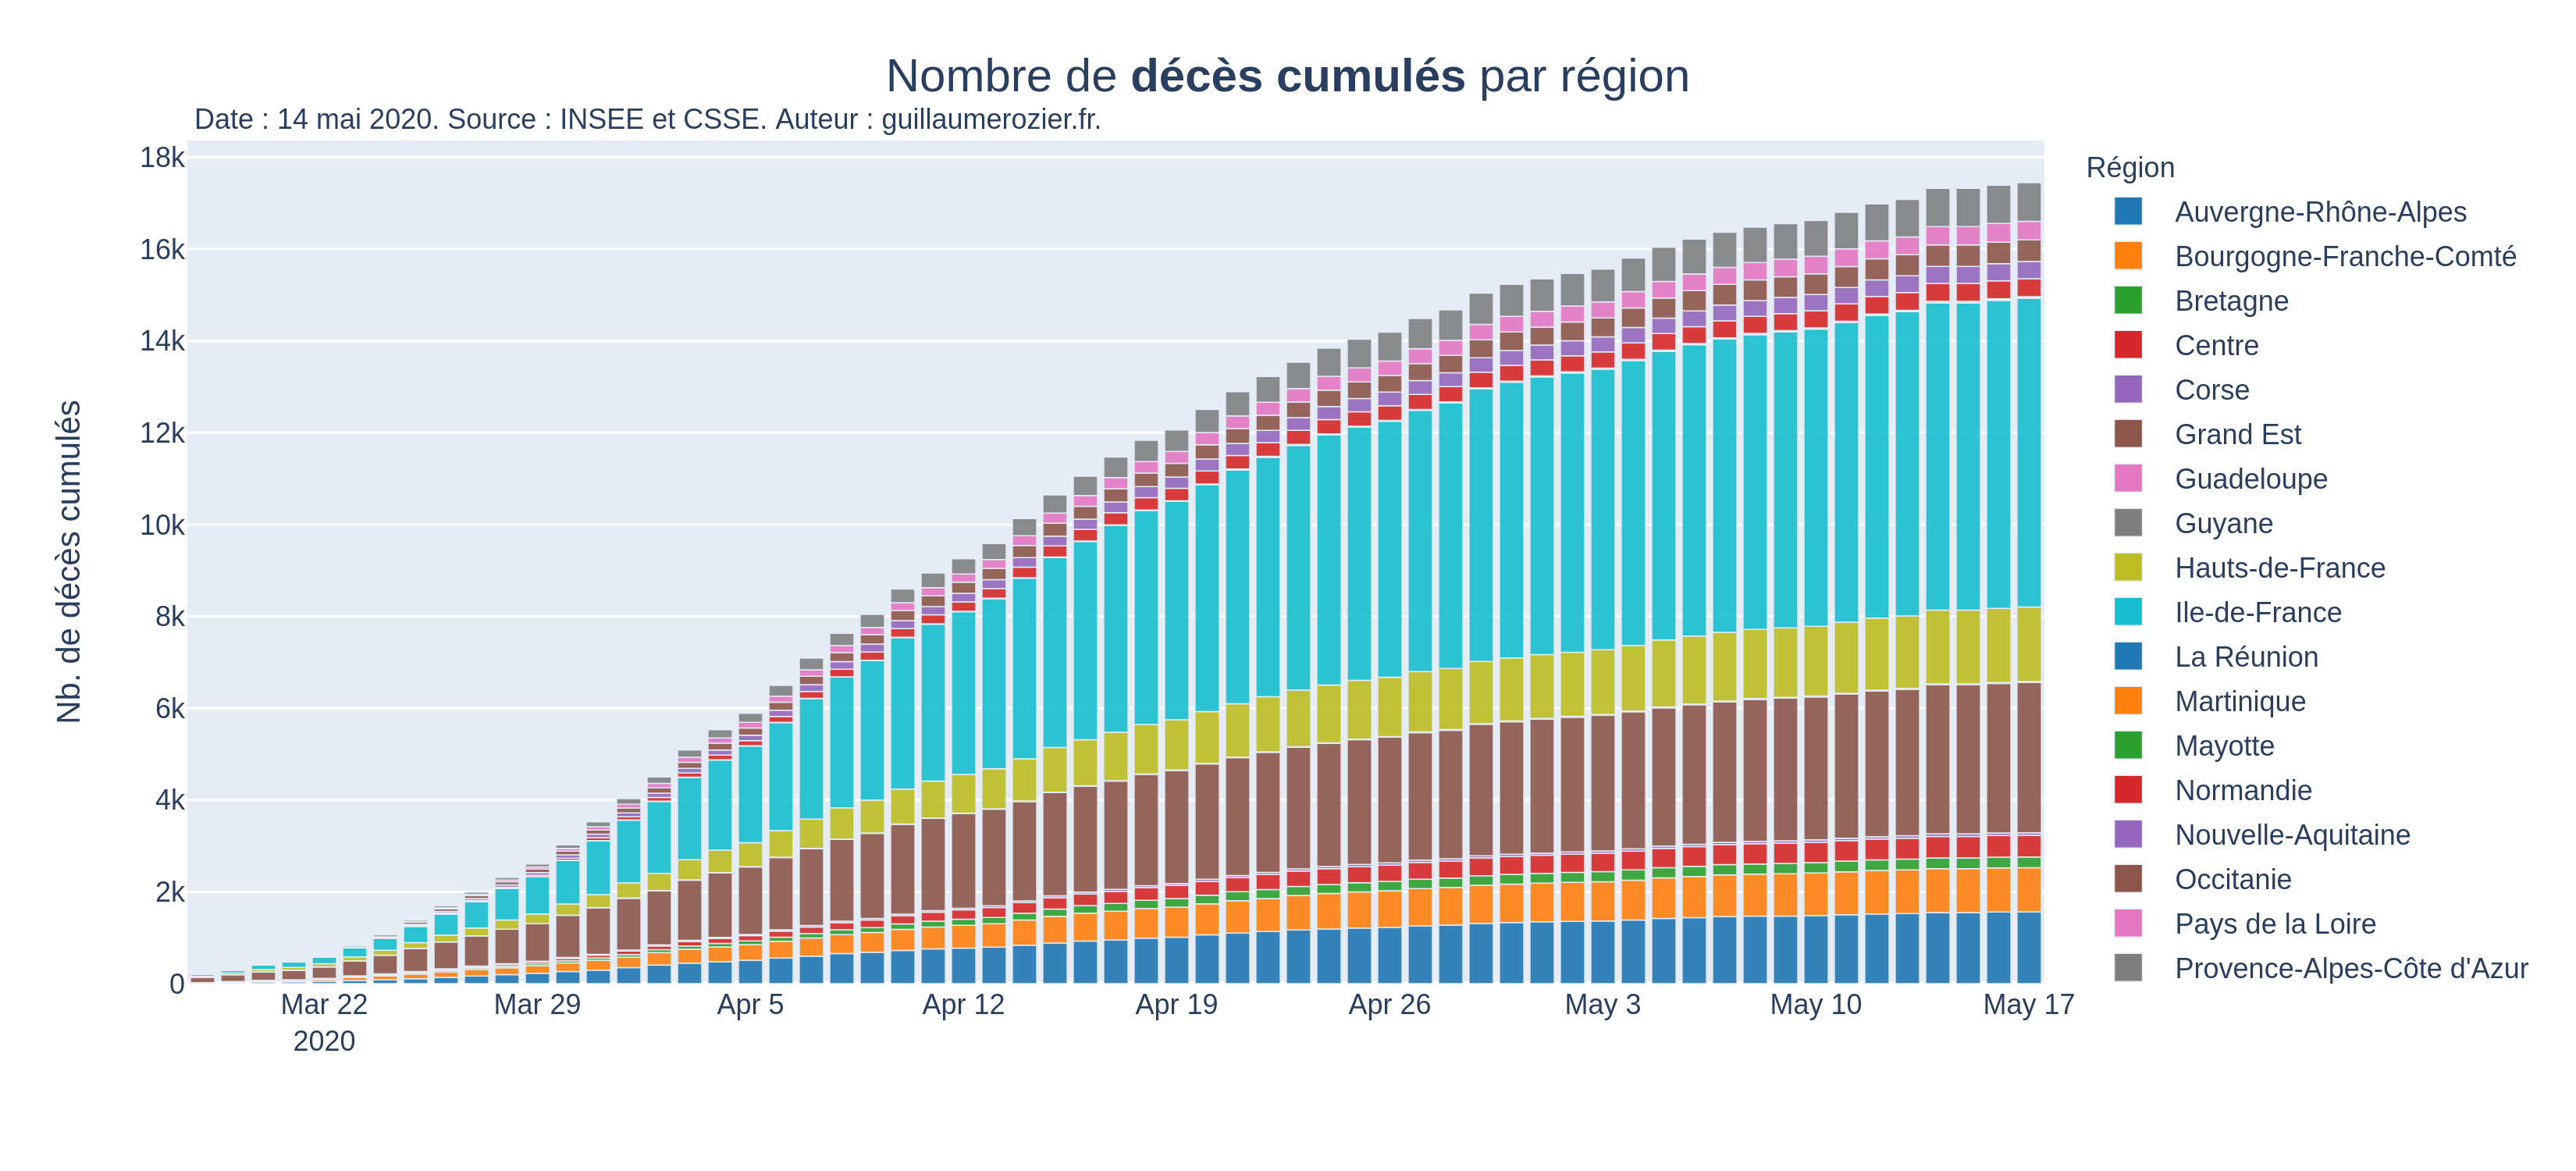 Nombre de décès cumulés par région
Date : 14 mai 2020. Source : INSEE et CSSE. Auteur : guillaumerozier.fr.
Nb. de décès cumulés
18k
16k
14k
12k
10k
8k
6k
4k
2k
0
Mar 22
2020
Mar 29
Apr 5
Apr 12
Apr 19
Apr 26
May 3
May 10
May 17
Région
Auvergne-Rhône-Alpes
Bourgogne-Franche-Comté
Bretagne
Centre
Corse
Grand Est
Guadeloupe
Guyane
Hauts-de-France
Ile-de-France
La Réunion
Martinique
Mayotte
Normandie
Nouvelle-Aquitaine
Occitanie
Pays de la Loire
Provence-Alpes-Côte d'Azur